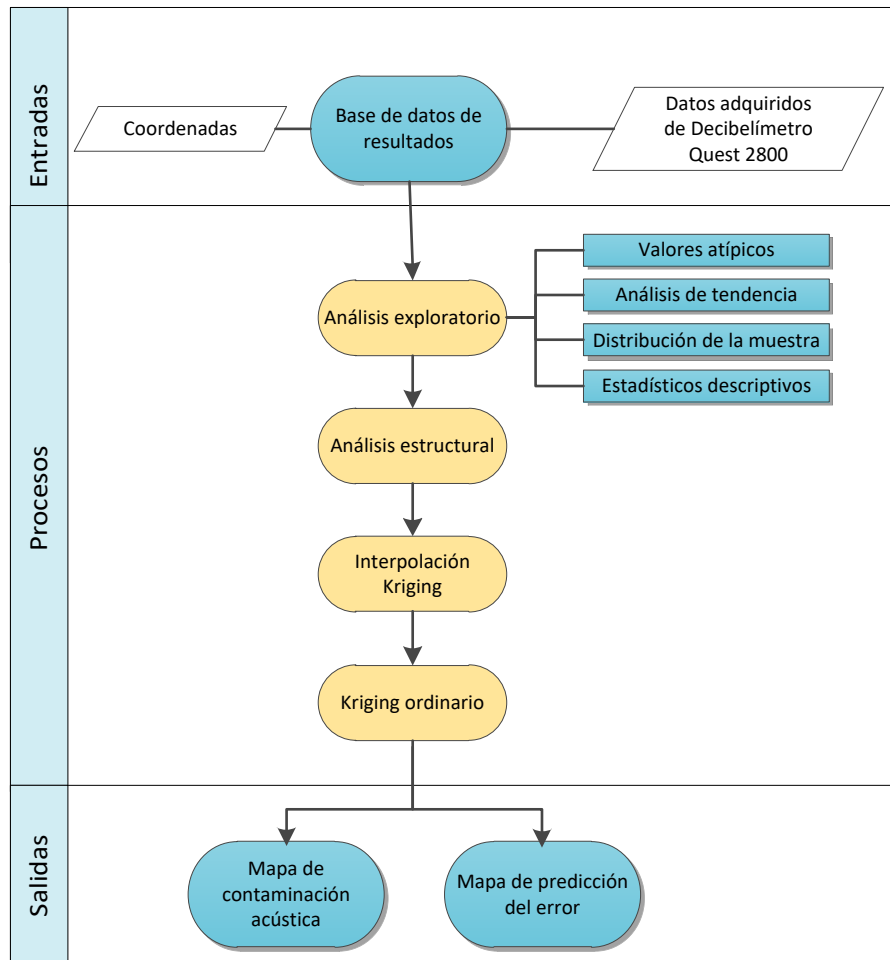 Entradas
Coordenadas
Base de datos de
resultados
Datos adquiridos
de Decibelímetro
Quest 2800
Procesos
Análisis exploratorio
Valores atípicos
Análisis de tendencia
Distribución de la muestra
Estadísticos descriptivos
Análisis estructural
Interpolación
Kriging
Kriging ordinario
Salidas
Mapa de
contaminación
acústica
Mapa de predicción
del error